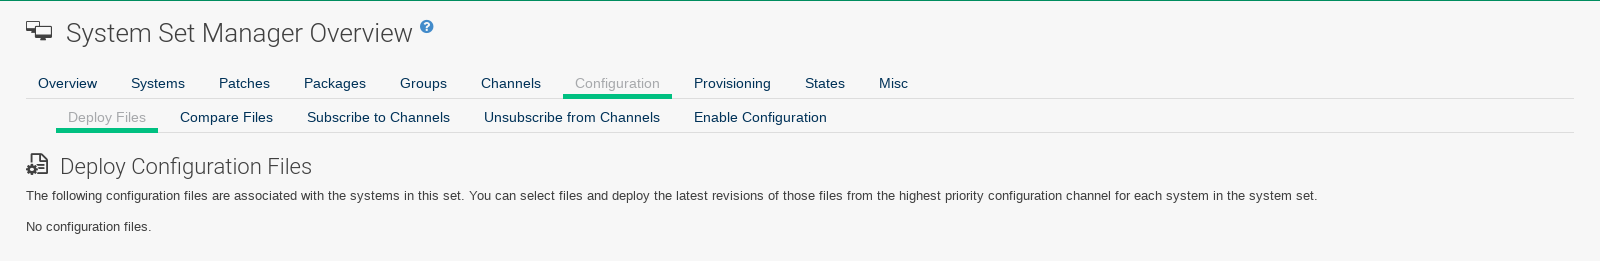 System Set Manager Overview ?
Overview Systems Patches Packages Groups Channels Configuration Provisioning States Misc
Deploy Files Compare Files Subscribe to Channels Unsubscribe from Channels Enable Configuration
Deploy Configuration Files
The following configuration files are associated with the systems in this set. You can select files and deploy the latest revisions of those files from the highest priority configuration channel for each system in the system set.
No configuration files.